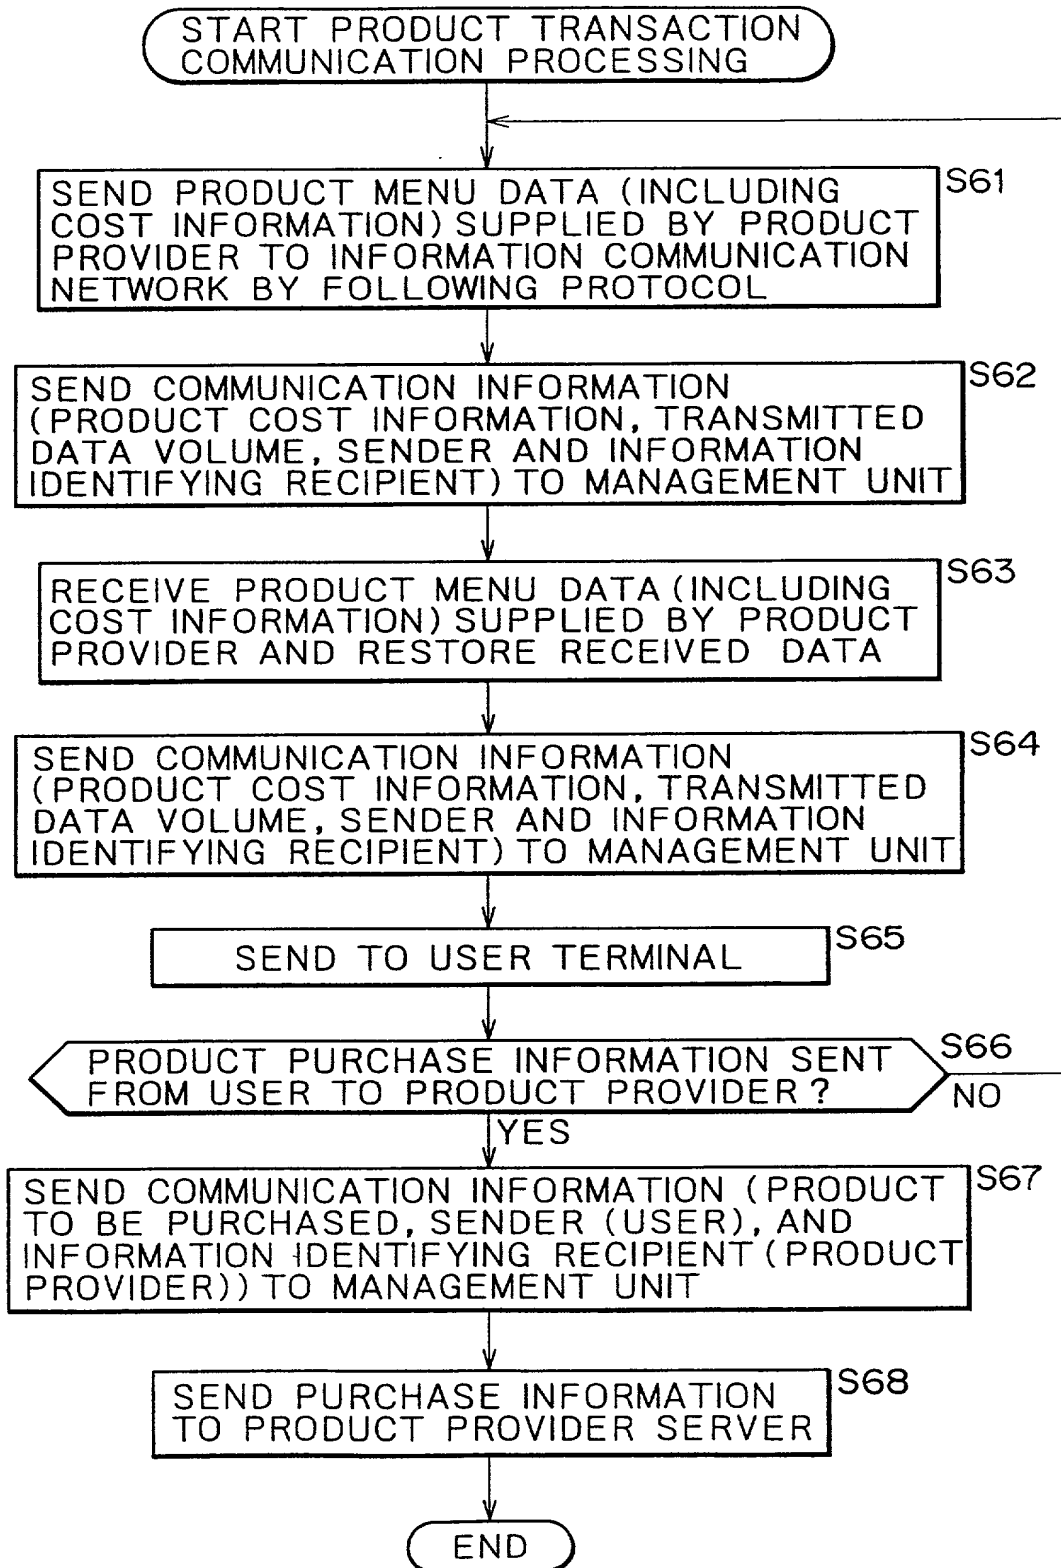 START PRODUCT TRANSACTION
COMMUNICATION PROCESSING
S61
SEND PRODUCT MENU DATA (INCLUDING
COST INFORMATION) SUPPLIED BY PRODUCT
PROVIDER TO INFORMATION COMMUNICATION
NETWORK BY FOLLOWING PROTOCOL
S62
SEND COMMUNICATION INFORMATION
(PRODUCT COST INFORMATION, TRANSMITTED
DATA VOLUME, SENDER AND INFORMATION
IDENTIFYING RECIPIENT) TO MANAGEMENT UNIT
S63
RECEIVE PRODUCT MENU DATA (INCLUDING
COST INFORMATION) SUPPLIED BY PRODUCT
PROVIDER AND RESTORE RECEIVED DATA
S64
SEND COMMUNICATION INFORMATION
(PRODUCT COST INFORMATION, TRANSMITTED
DATA VOLUME, SENDER AND INFORMATION
IDENTIFYING RECIPIENT) TO MANAGEMENT UNIT
S65
SEND TO USER TERMINAL
S66
PRODUCT PURCHASE INFORMATION SENT
FROM USER TO PRODUCT PROVIDER?
NO
YES
S67
SEND COMMUNICATION INFORMATION (PRODUCT
TO BE PURCHASED, SENDER (USER), AND
INFORMATION IDENTIFYING RECIPIENT (PRODUCT
PROVIDER)) TO MANAGEMENT UNIT
S68
SEND PURCHASE INFORMATION
TO PRODUCT PROVIDER SERVER
END